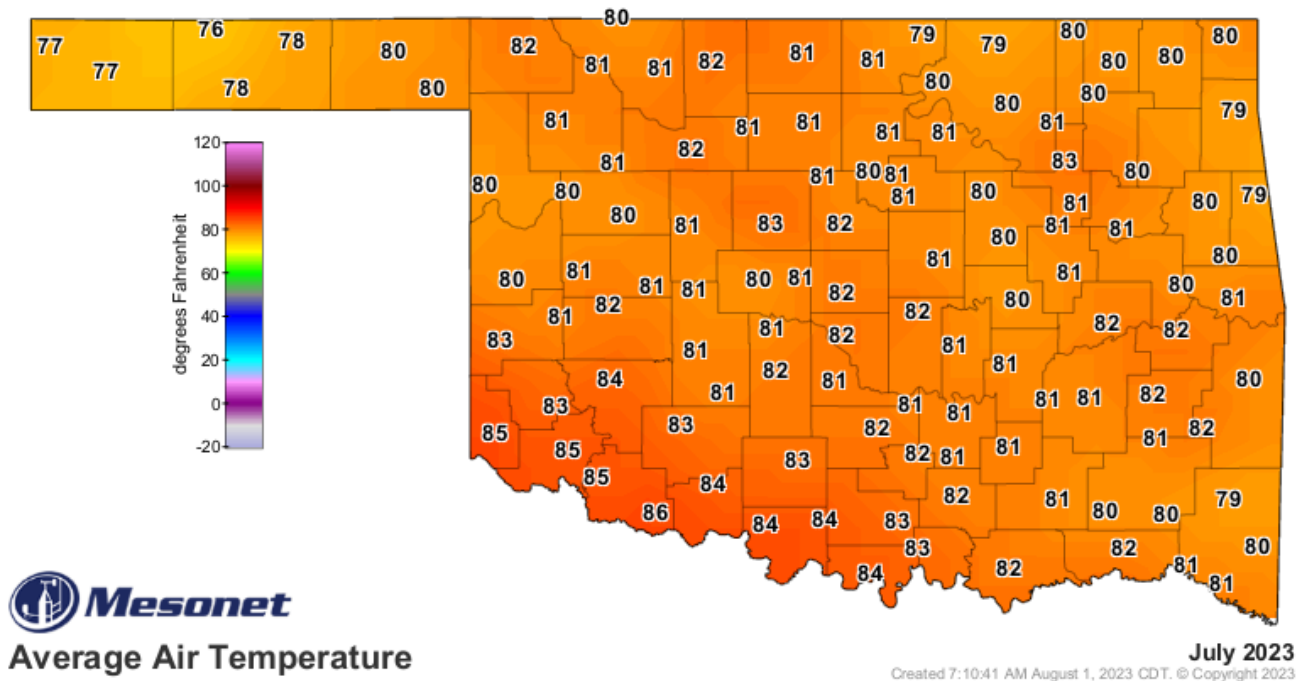 80
76 79 80 80
77 78 82 81 79
80 81 80 80
77 81 81 82 81
78 80 80 80
80 79
81 81 81 81 81 81
82 83
81 81 80 81 80
80 80 81 80 80 79
80 81 83 82 81 81 81
80
81 80
80 81 80 81 81
81 81 82 80 81
82 82 80
81 81 82 82 82
83 81 81
82 81
84 81 80
81 81 81 82
83 81 81
83 82 82
85 81 81
85 83 82 81
85 84 82 81 79
86 84 84 83 80 80
83 82 80
84 82 81
81
120
100
80
60
40
20
0
-20
degrees Fahrenheit
Mesonet
Average Air Temperature
July 2023
Created 7:10:41 AM August 1, 2023 CDT. © Copyright 2023